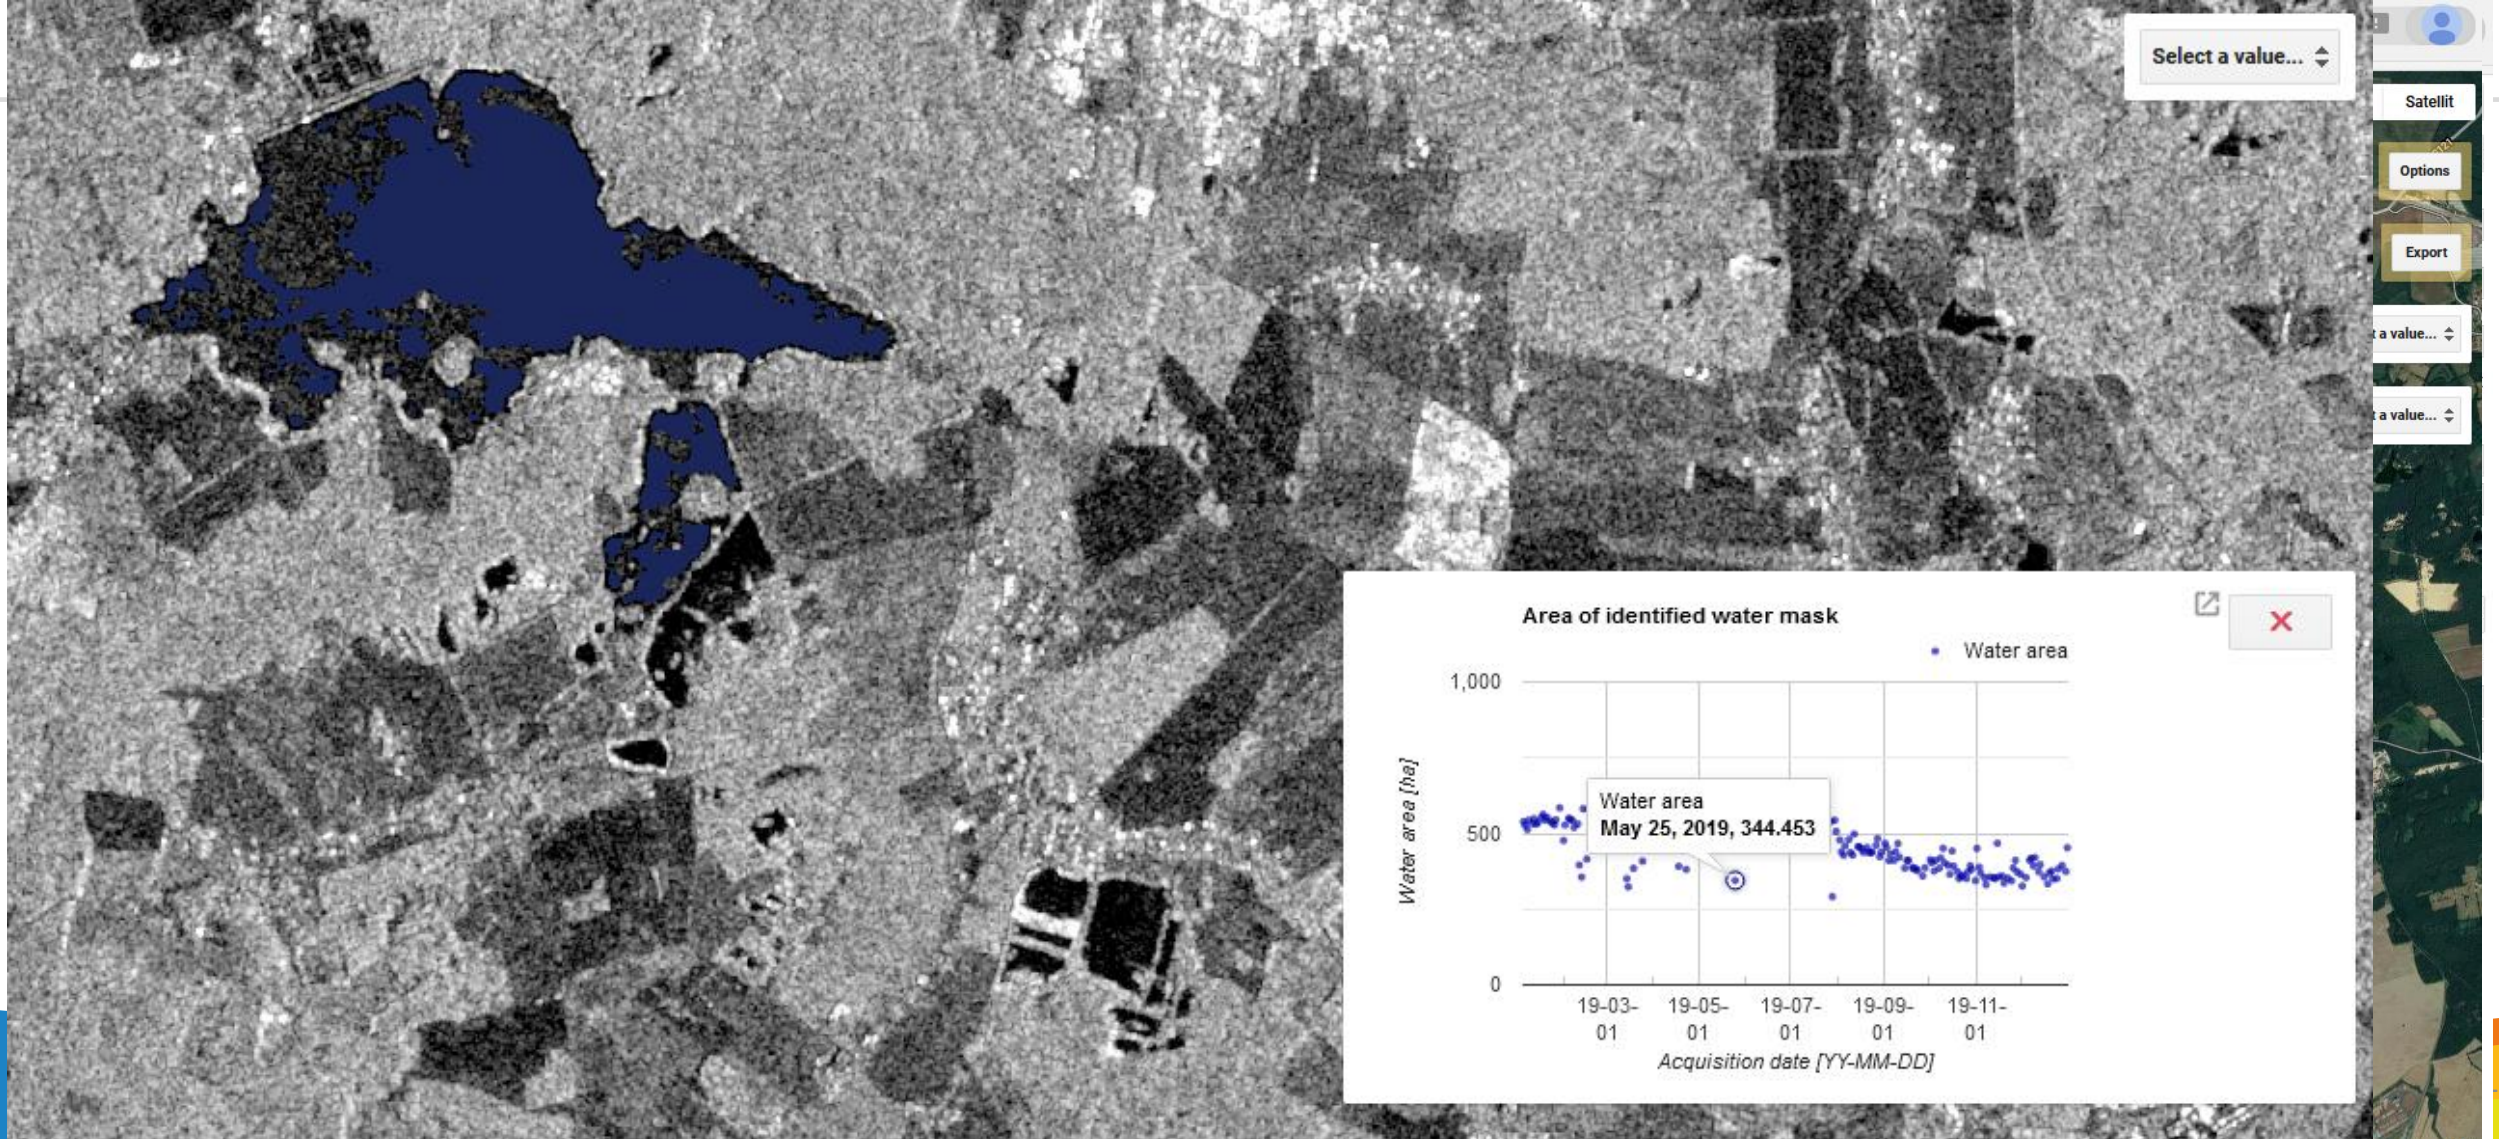 Select a value...
Satellit
121
Options
Export
t a value...
t a value...
Area of identified water mask
Water area
1,000
Water area
May 25, 2019, 344.453
500
0
Water area [ha]
19-03-01
19-05-01
19-07-01
19-09-01
19-11-01
Acquisition date [YY-MM-DD]